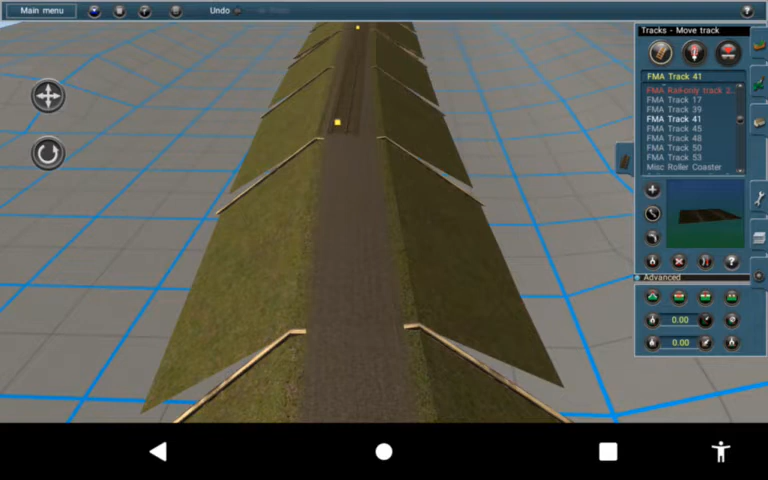 Main menu
Undo
?
Tracks - Move track
FMA Track 41
FMA Rail-only track 2...
FMA Track 17
FMA Track 39
FMA Track 41
FMA Track 45
FMA Track 48
FMA Track 50
FMA Track 53
Misc Roller Coaster
?
Advanced
0.00
0.00